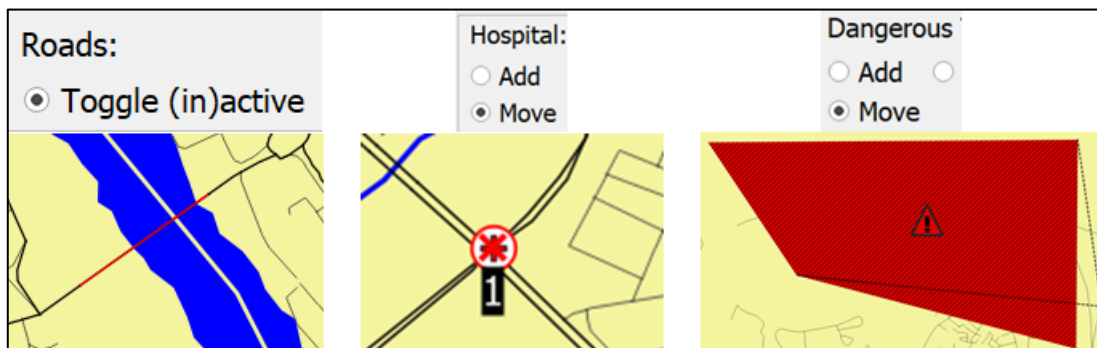 Roads:
Toggle (in)active
Hospital:
Add
Move
1
Dangerous
Add
Move
!